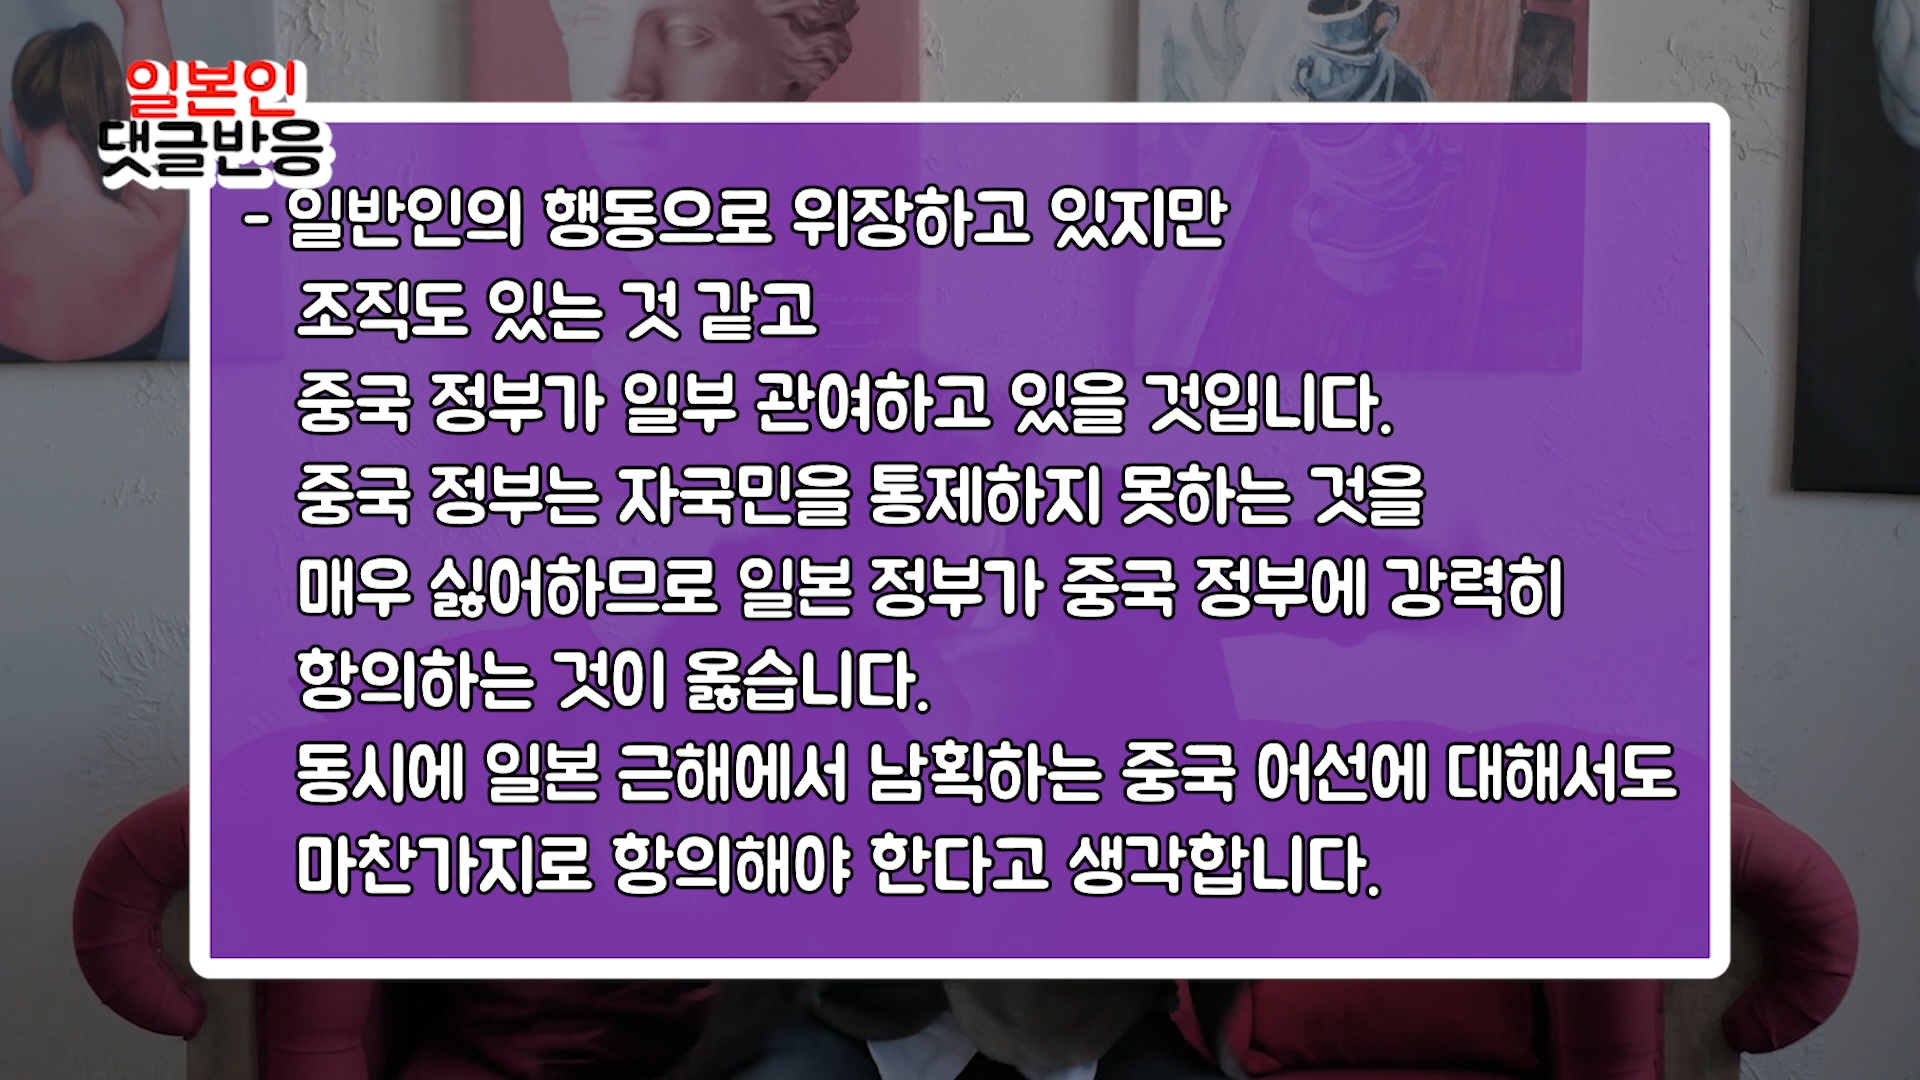 일본인
댓글반응
- 일반인의 행동으로 위장하고 있지만
조직도 있는 것 같고
중국 정부가 일부 관여하고 있을 것입니다.
중국 정부는 자국민을 통제하지 못하는 것을
매우 싫어하므로 일본 정부가 중국 정부에 강력히
항의하는 것이 옳습니다.
동시에 일본 근해에서 남획하는 중국 어선에 대해서도
마찬가지로 항의해야 한다고 생각합니다.